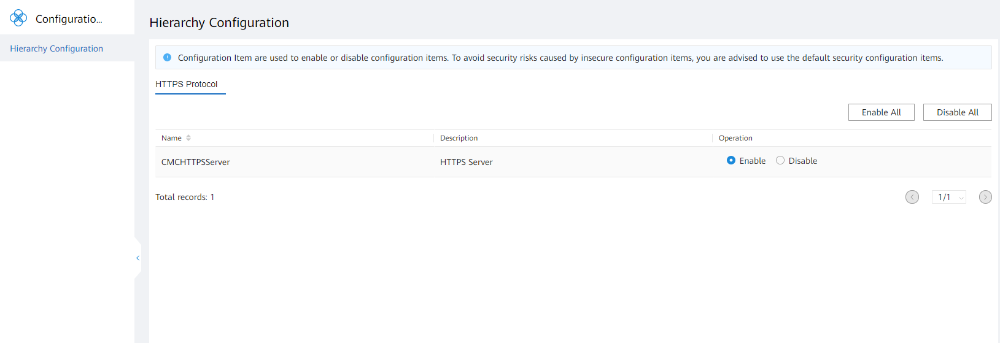 Configuratio...
Hierarchy Configuration
Hierarchy Configuration
Configuration Item are used to enable or disable configuration items. To avoid security risks caused by insecure configuration items, you are advised to use the default security configuration items.
HTTPS Protocol
Enable All Disable All
Name Description Operation
CMCHTTPSServer HTTPS Server Enable Disable
Total records: 1 1/1